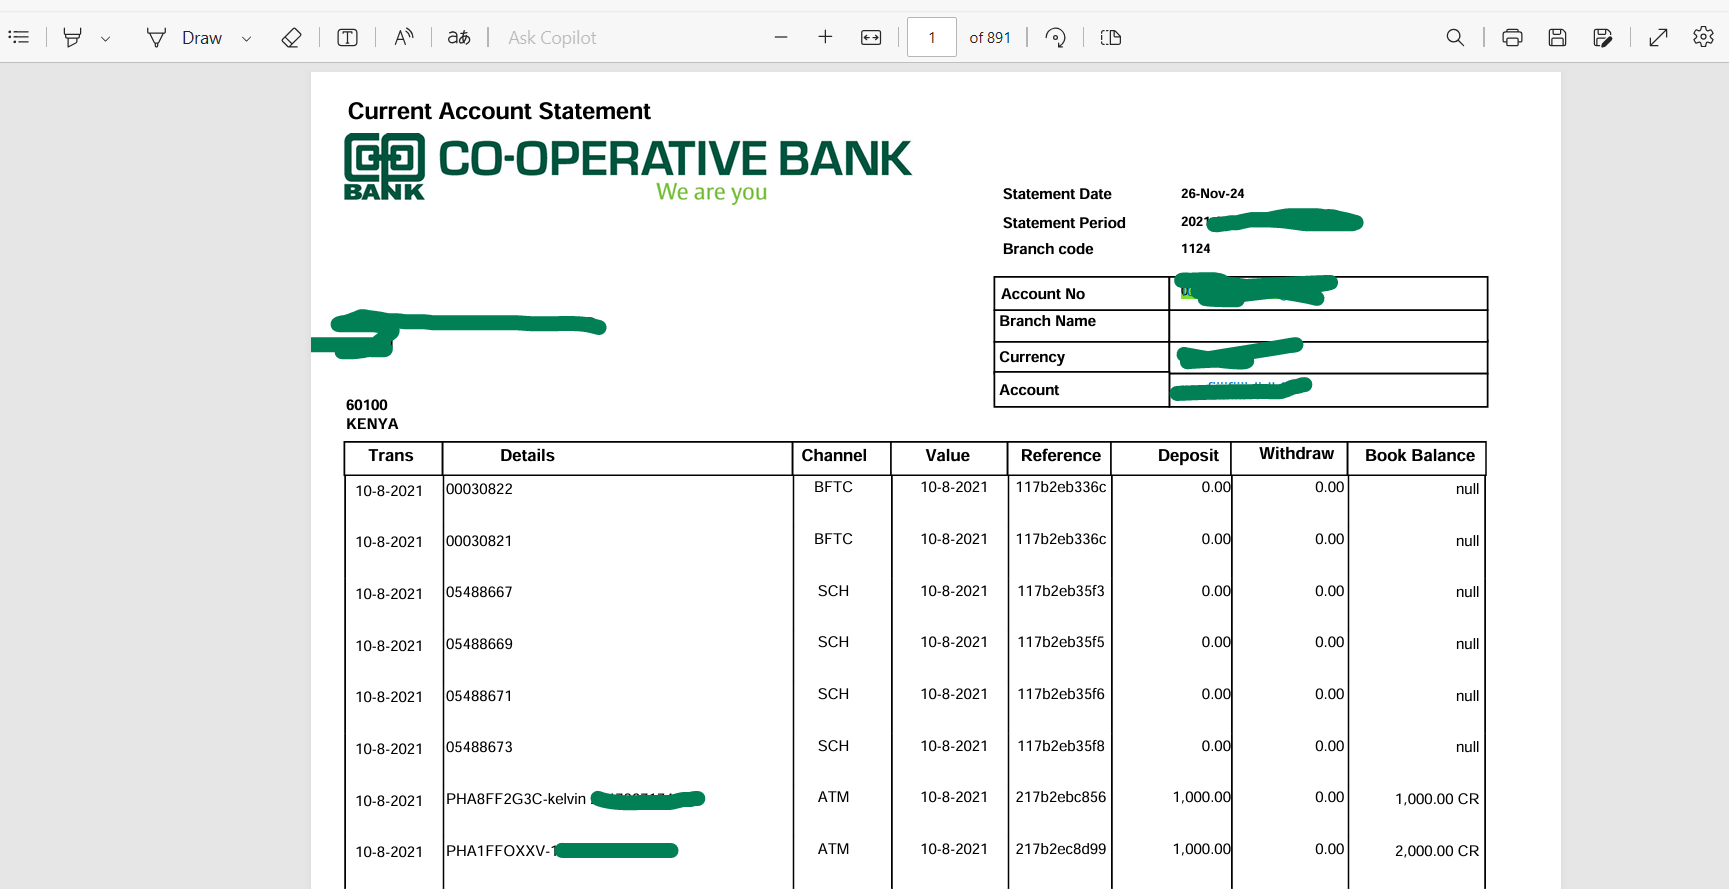 Draw Ask Copilot 1 of 891
Current Account Statement
BANK CO-OPERATIVE BANK
We are you
Statement Date 26-Nov-24
Statement Period 2021
Branch code 1124
Account No
Branch Name
Currency
Account
60100
KENYA
Trans Details Channel Value Reference Deposit Withdraw Book Balance
10-8-2021 00030822 BFTC 10-8-2021 117b2eb336c 0.00 0.00 null
10-8-2021 00030821 BFTC 10-8-2021 117b2eb336c 0.00 0.00 null
10-8-2021 05488667 SCH 10-8-2021 117b2eb35f3 0.00 0.00 null
10-8-2021 05488669 SCH 10-8-2021 117b2eb35f5 0.00 0.00 null
10-8-2021 05488671 SCH 10-8-2021 117b2eb35f6 0.00 0.00 null
10-8-2021 05488673 SCH 10-8-2021 117b2eb35f8 0.00 0.00 null
10-8-2021 PHA8FF2G3C-kelvin ATM 10-8-2021 217b2ebc856 1,000.00 0.00 1,000.00 CR
10-8-2021 PHA1FFOXXV-1 ATM 10-8-2021 217b2ec8d99 1,000.00 0.00 2,000.00 CR